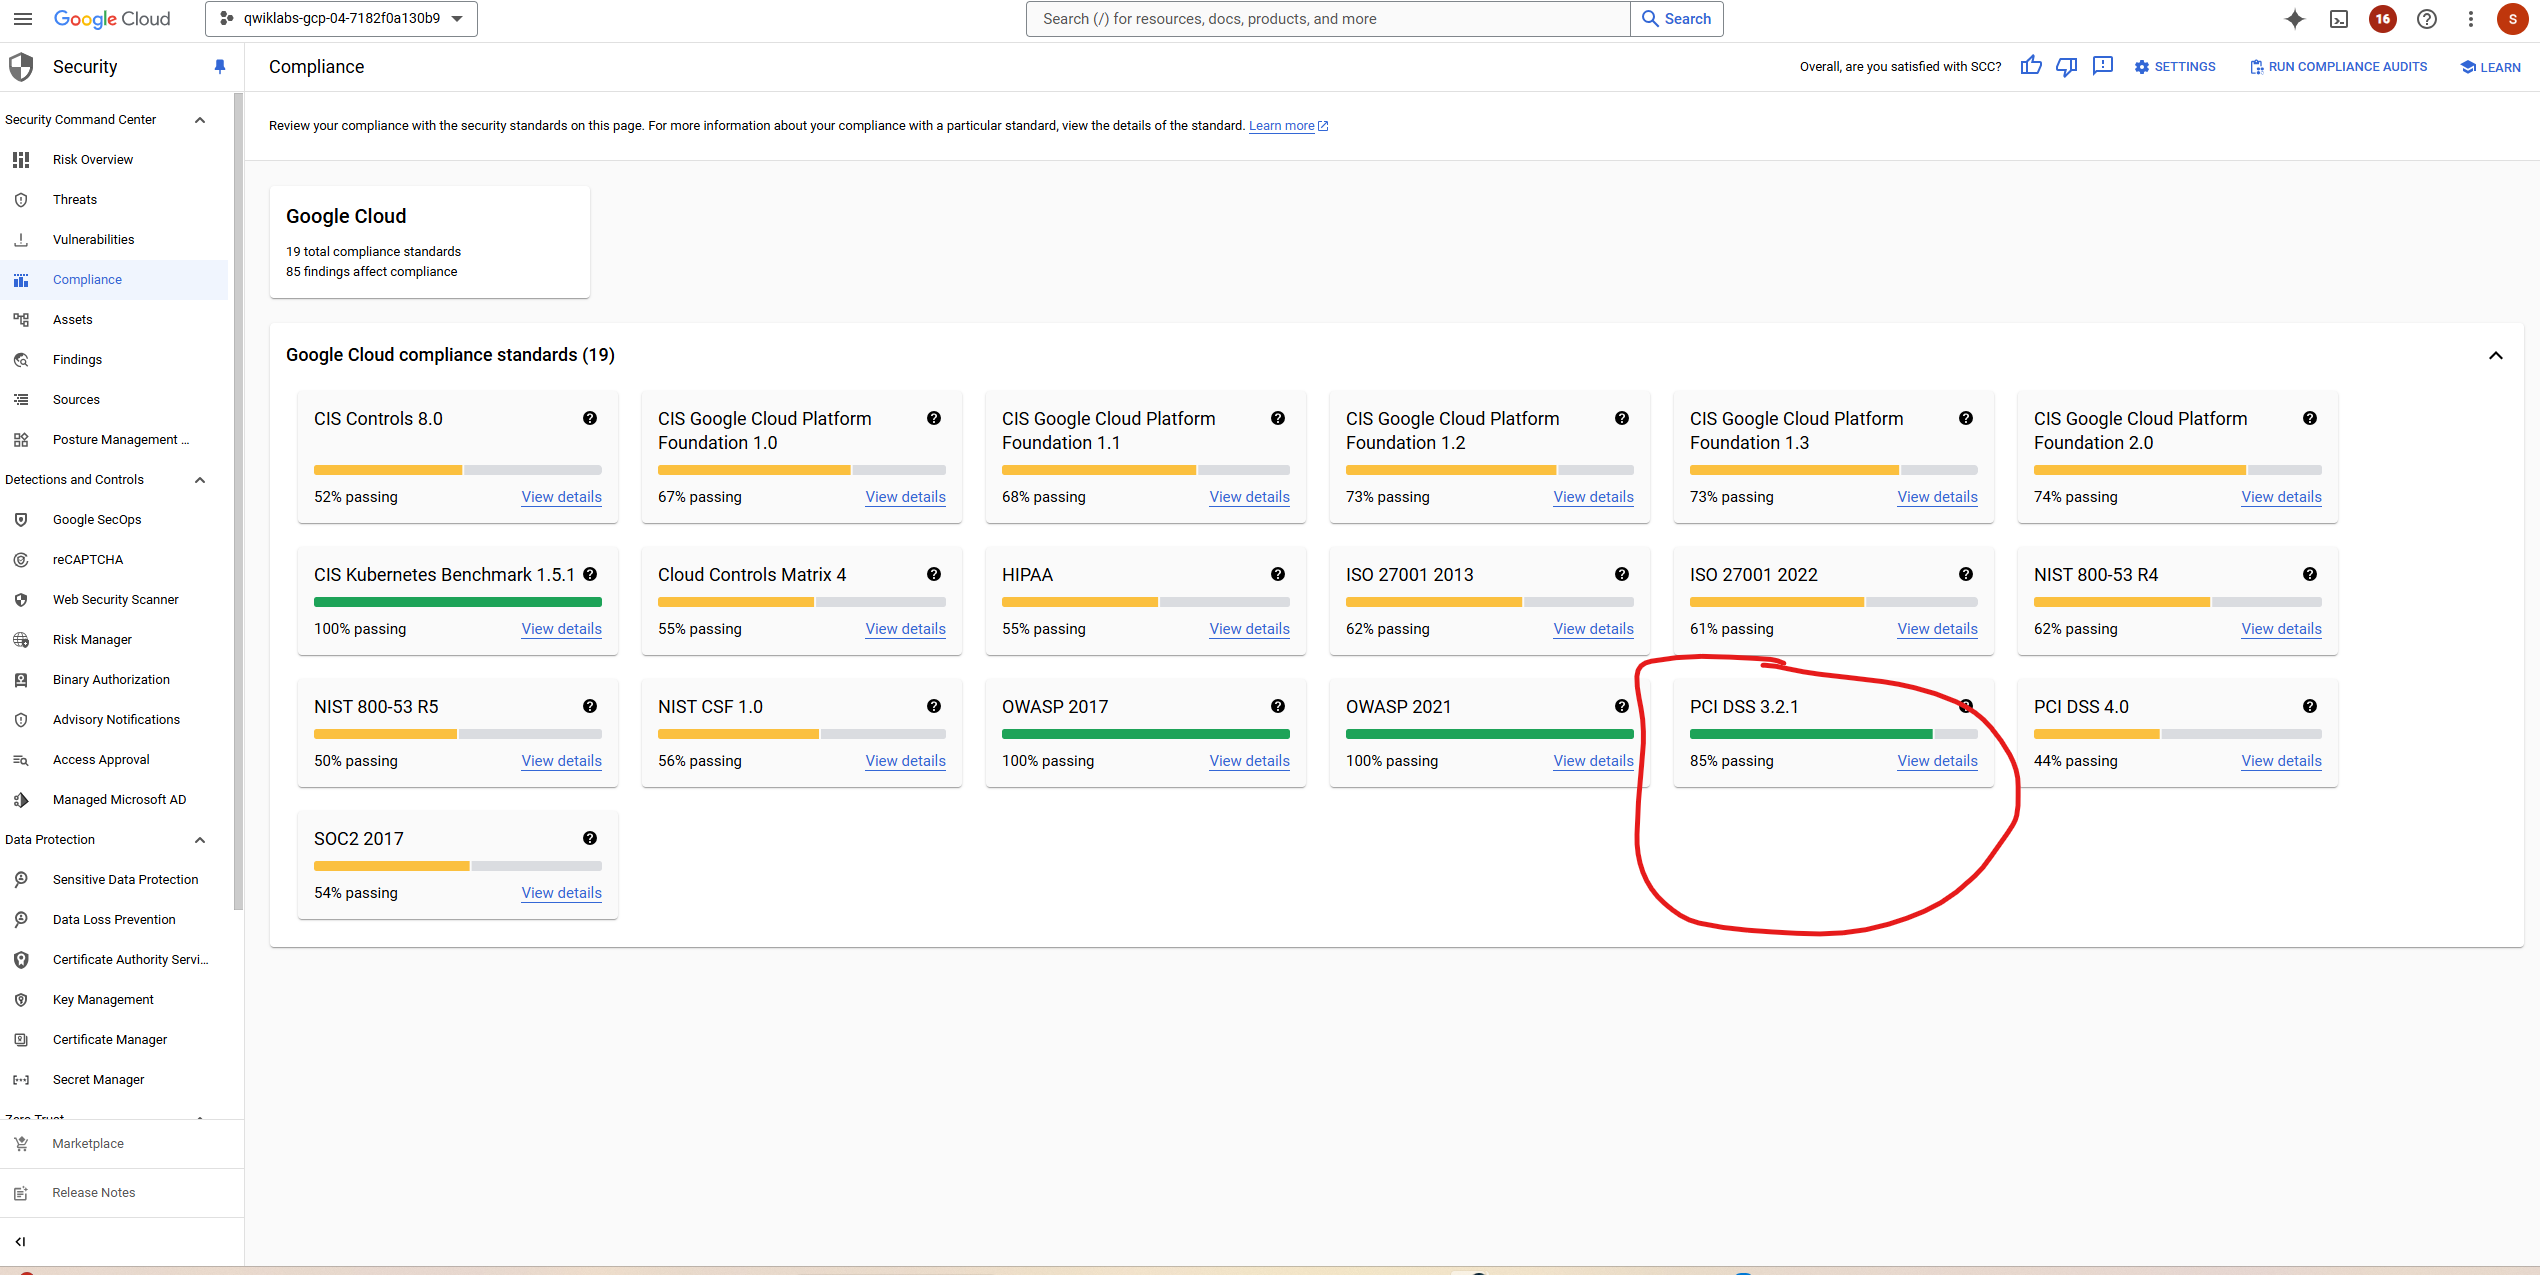 Google Cloud
qwiklabs-gcp-04-7182f0a130b9
Search (/) for resources, docs, products, and more
Search
16
S
Security
Compliance
Overall, are you satisfied with SCC?
SETTINGS
RUN COMPLIANCE AUDITS
LEARN
Security Command Center
Risk Overview
Threats
Vulnerabilities
Compliance
Assets
Findings
Sources
Posture Management ...
Detections and Controls
Google SecOps
reCAPTCHA
Web Security Scanner
Risk Manager
Binary Authorization
Advisory Notifications
Access Approval
Managed Microsoft AD
Data Protection
Sensitive Data Protection
Data Loss Prevention
Certificate Authority Servi...
Key Management
Certificate Manager
Secret Manager
Zero Trust
Marketplace
Release Notes
Review your compliance with the security standards on this page. For more information about your compliance with a particular standard, view the details of the standard. Learn more
Google Cloud
19 total compliance standards
85 findings affect compliance
Google Cloud compliance standards (19)
CIS Controls 8.0
52% passing
View details
CIS Google Cloud Platform
Foundation 1.0
67% passing
View details
CIS Google Cloud Platform
Foundation 1.1
68% passing
View details
CIS Google Cloud Platform
Foundation 1.2
73% passing
View details
CIS Google Cloud Platform
Foundation 1.3
73% passing
View details
CIS Google Cloud Platform
Foundation 2.0
74% passing
View details
CIS Kubernetes Benchmark 1.5.1
100% passing
View details
Cloud Controls Matrix 4
55% passing
View details
HIPAA
55% passing
View details
ISO 27001 2013
62% passing
View details
ISO 27001 2022
61% passing
View details
NIST 800-53 R4
62% passing
View details
NIST 800-53 R5
50% passing
View details
NIST CSF 1.0
56% passing
View details
OWASP 2017
100% passing
View details
OWASP 2021
100% passing
View details
PCI DSS 3.2.1
85% passing
View details
PCI DSS 4.0
44% passing
View details
SOC2 2017
54% passing
View details